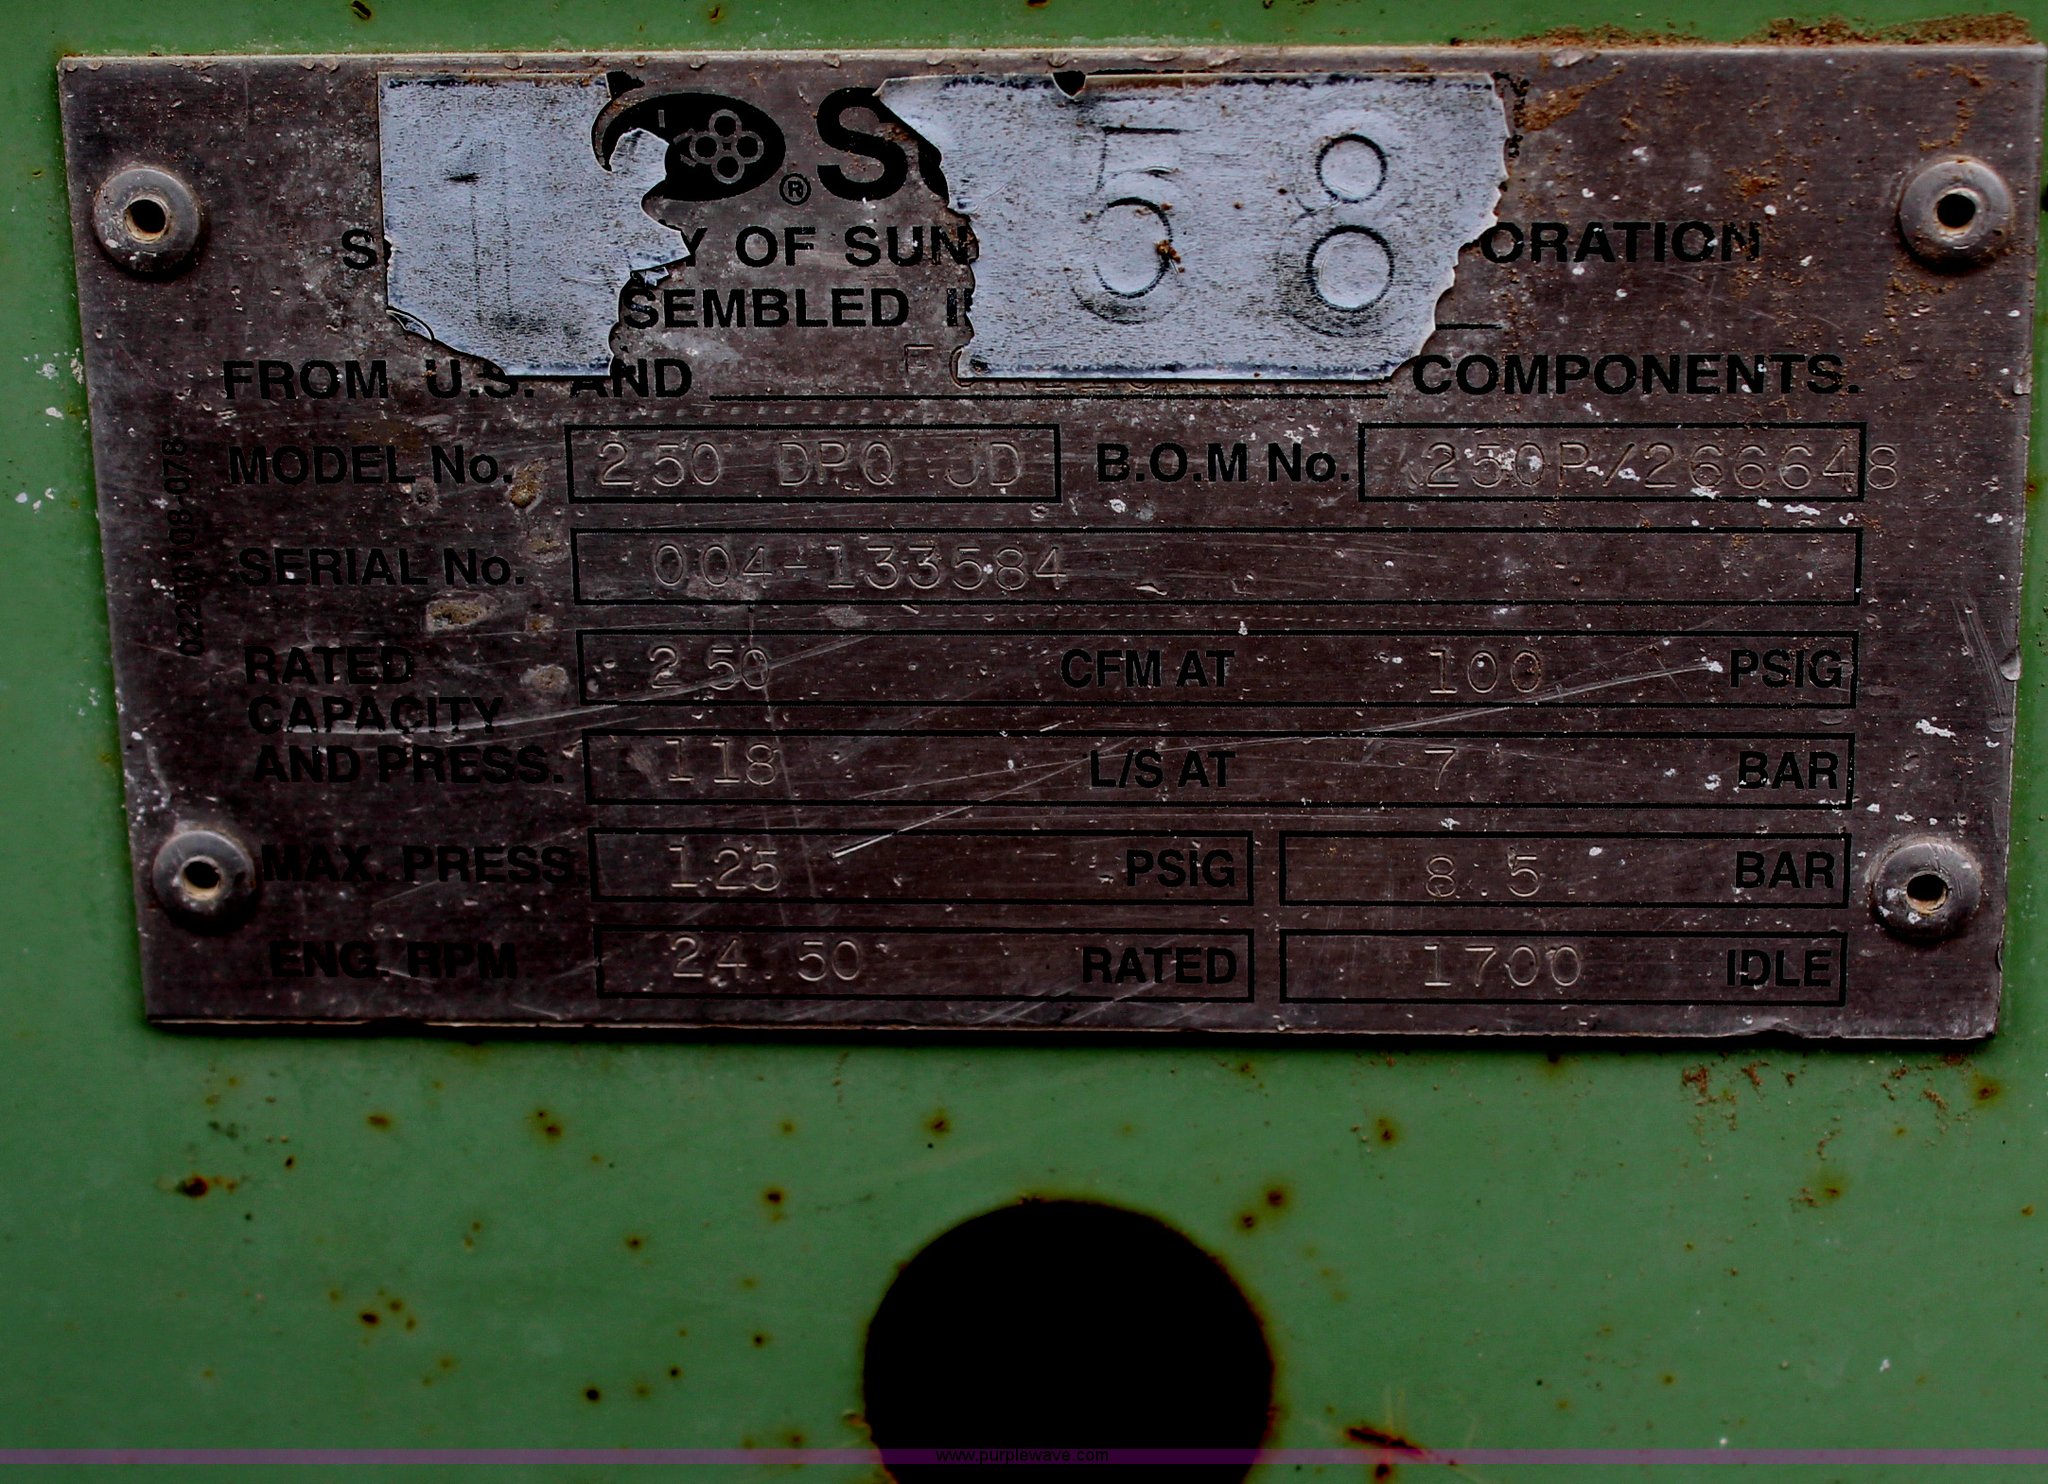 58
OF SUN
ORATION
SEMBLED
FROM U.S. AND
COMPONENTS.
MODEL No. 250 DPQ JD B.O.M No. 250P/266648
SERIAL No. 004-133584
RATED CAPACITY AND PRESS.
250 CFM AT 100 PSIG
118 L/S AT 7 BAR
MAX. PRESS. 125 PSIG 8.5 BAR
ENG. RPM 24.50 RATED 1700 IDLE
www.purplewave.com